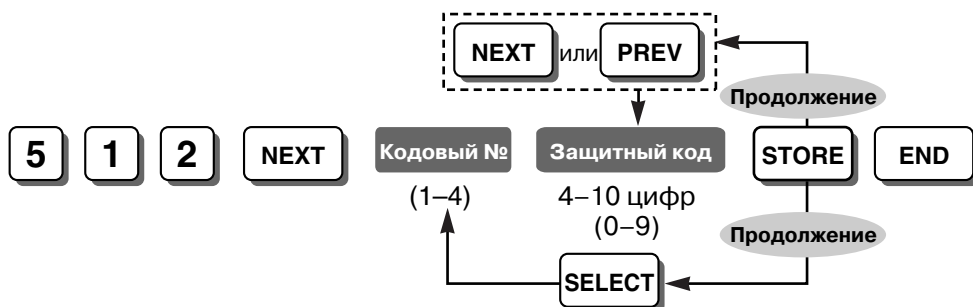 NEXT или PREV
Продолжение
5 1 2 NEXT Кодовый № Защитный код STORE END
(1–4) 4–10 цифр
(0–9)
Продолжение
SELECT